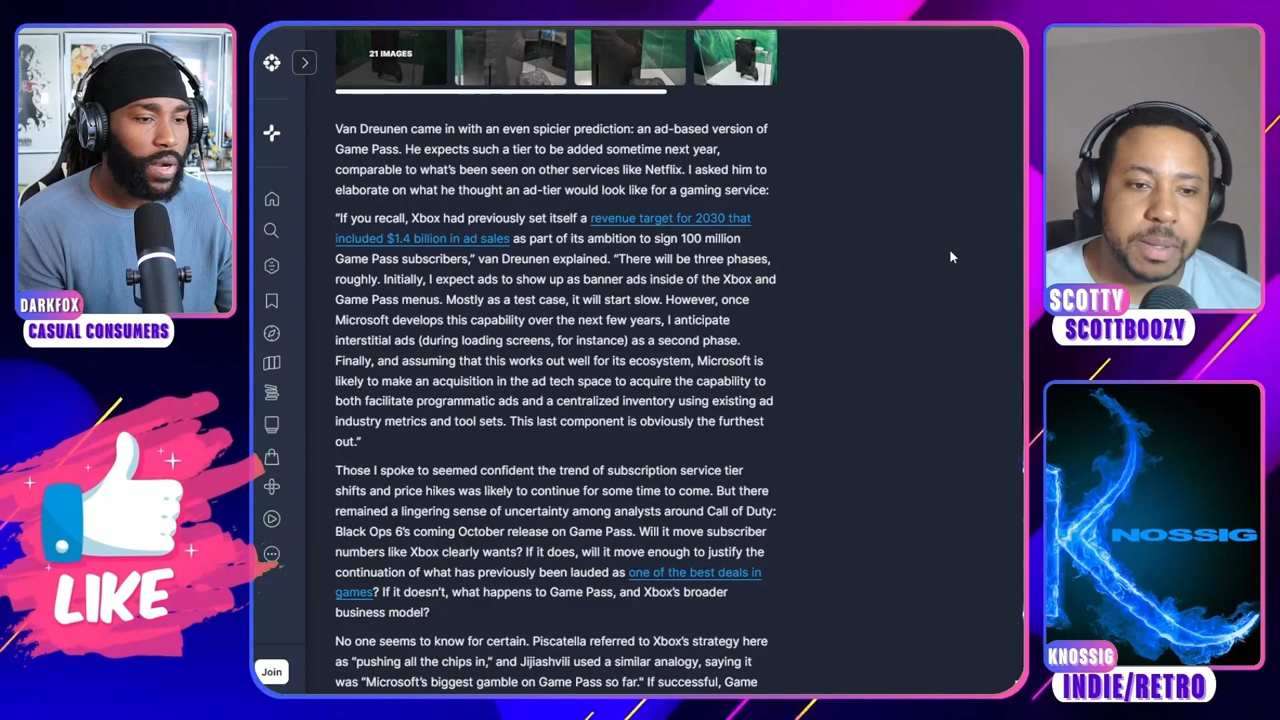 21 IMAGES
Van Dreunen came in with an even spicier prediction: an ad-based version of
Game Pass. He expects such a tier to be added sometime next year,
comparable to what's been seen on other services like Netflix. I asked him to
elaborate on what he thought an ad-tier would look like for a gaming service:
"If you recall, Xbox had previously set itself a revenue target for 2030 that
included $1.4 billion in ad sales as part of its ambition to sign 100 million
Game Pass subscribers," van Dreunen explained. "There will be three phases,
roughly. Initially, I expect ads to show up as banner ads inside of the Xbox and
Game Pass menus. Mostly as a test case, it will start slow. However, once
Microsoft develops this capability over the next few years, I anticipate
interstitial ads (during loading screens, for instance) as a second phase.
Finally, and assuming that this works out well for its ecosystem, Microsoft is
likely to make an acquisition in the ad tech space to acquire the capability to
both facilitate programmatic ads and a centralized inventory using existing ad
industry metrics and tool sets. This last component is obviously the furthest
out."
Those I spoke to seemed confident the trend of subscription service tier
shifts and price hikes was likely to continue for some time to come. But there
remained a lingering sense of uncertainty among analysts around Call of Duty:
Black Ops 6's coming October release on Game Pass. Will it move subscriber
numbers like Xbox clearly wants? If it does, will it move enough to justify the
continuation of what has previously been lauded as one of the best deals in
games? If it doesn't, what happens to Game Pass, and Xbox's broader
business model?
No one seems to know for certain. Piscatella referred to Xbox's strategy here
as "pushing all the chips in," and Jijiashvili used a similar analogy, saying it
was "Microsoft's biggest gamble on Game Pass so far." If successful, Game
Join
DARKFOX
CASUAL CONSUMERS
LIKE
SCOTTY
SCOTTBOOZY
NOSSIG
KNOSSIG
INDIE/RETRO